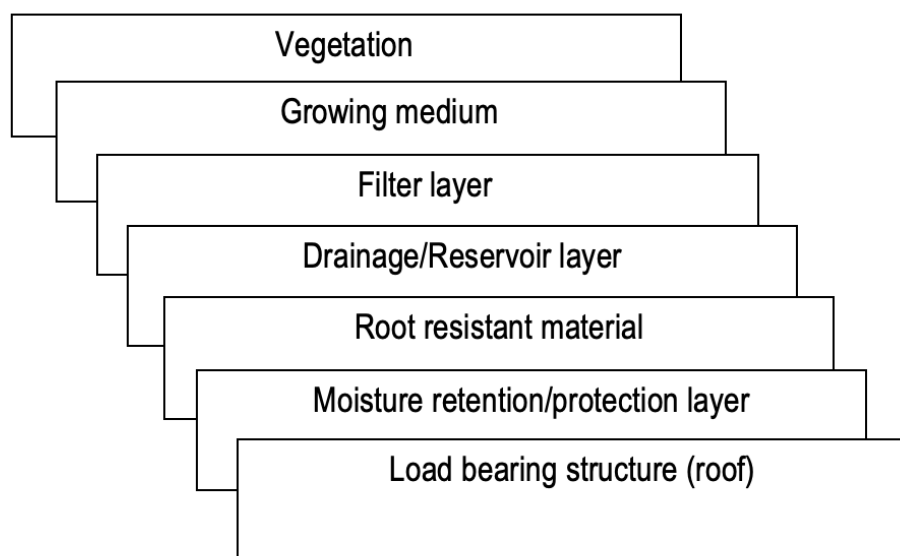 Vegetation
Growing medium
Filter layer
Drainage/Reservoir layer
Root resistant material
Moisture retention/protection layer
Load bearing structure (roof)